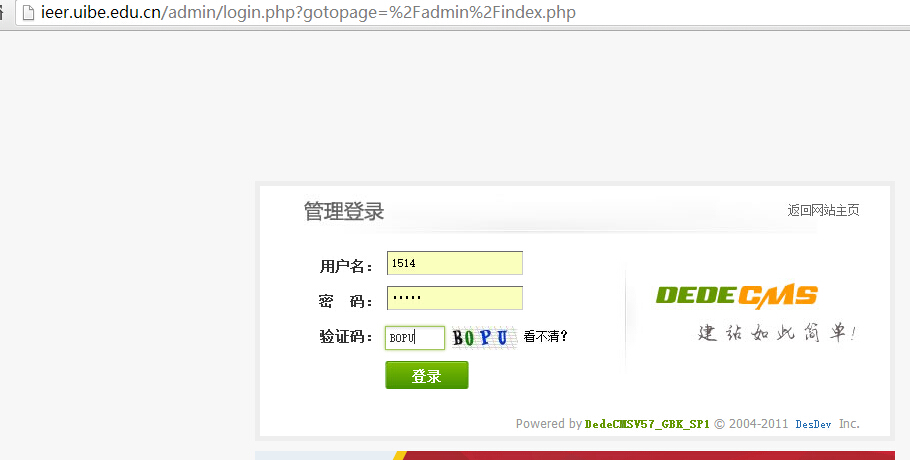 ieer.uibe.edu.cn/admin/login.php?gotopage=%2Fadmin%2Findex.php
管理登录
返回网站主页
用户名：
1514
密 码：
•••••
DEDECMS
建站如此简单!
验证码：
BOPU
BOPU
看不清?
登录
Powered by DedeCMSV57_GBK_SP1 © 2004-2011 DesDev Inc.